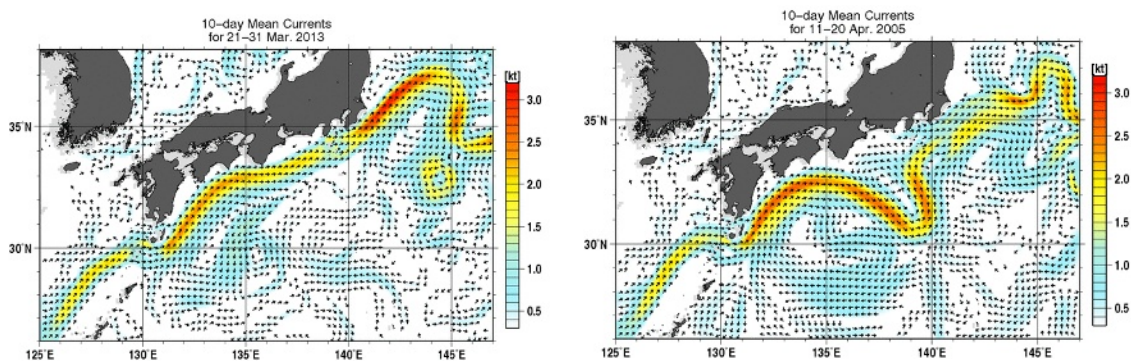 10-day Mean Currents
for 21-31 Mar. 2013
[kt]
3.0
2.5
2.0
1.5
1.0
0.5
35°N
30°N
125°E
130°E
135°E
140°E
145°E
10-day Mean Currents
for 11-20 Apr. 2005
[kt]
3.0
2.5
2.0
1.5
1.0
0.5
35°N
30°N
125°E
130°E
135°E
140°E
145°E